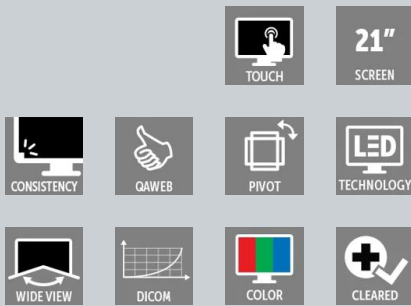 21"
TOUCH
SCREEN
LED
CONSISTENCY
QAWEB
PIVOT
TECHNOLOGY
WIDE VIEW
DICOM
COLOR
CLEARED